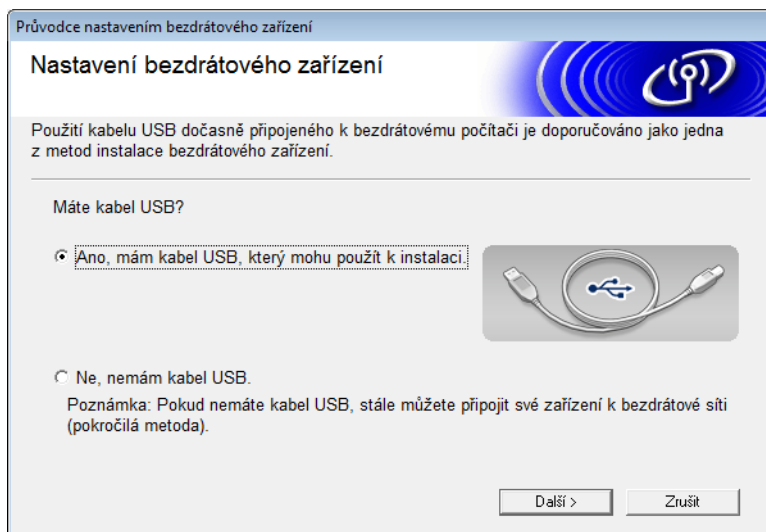 Průvodce nastavením bezdrátového zařízení
Nastavení bezdrátového zařízení
Použití kabelu USB dočasně připojeného k bezdrátovému počítači je doporučováno jako jedna
z metod instalace bezdrátového zařízení.
Máte kabel USB?
Ano, mám kabel USB, který mohu použít k instalaci.
Ne, nemám kabel USB.
Poznámka: Pokud nemáte kabel USB, stále můžete připojit své zařízení k bezdrátové síti
(pokročilá metoda).
Další >
Zrušit